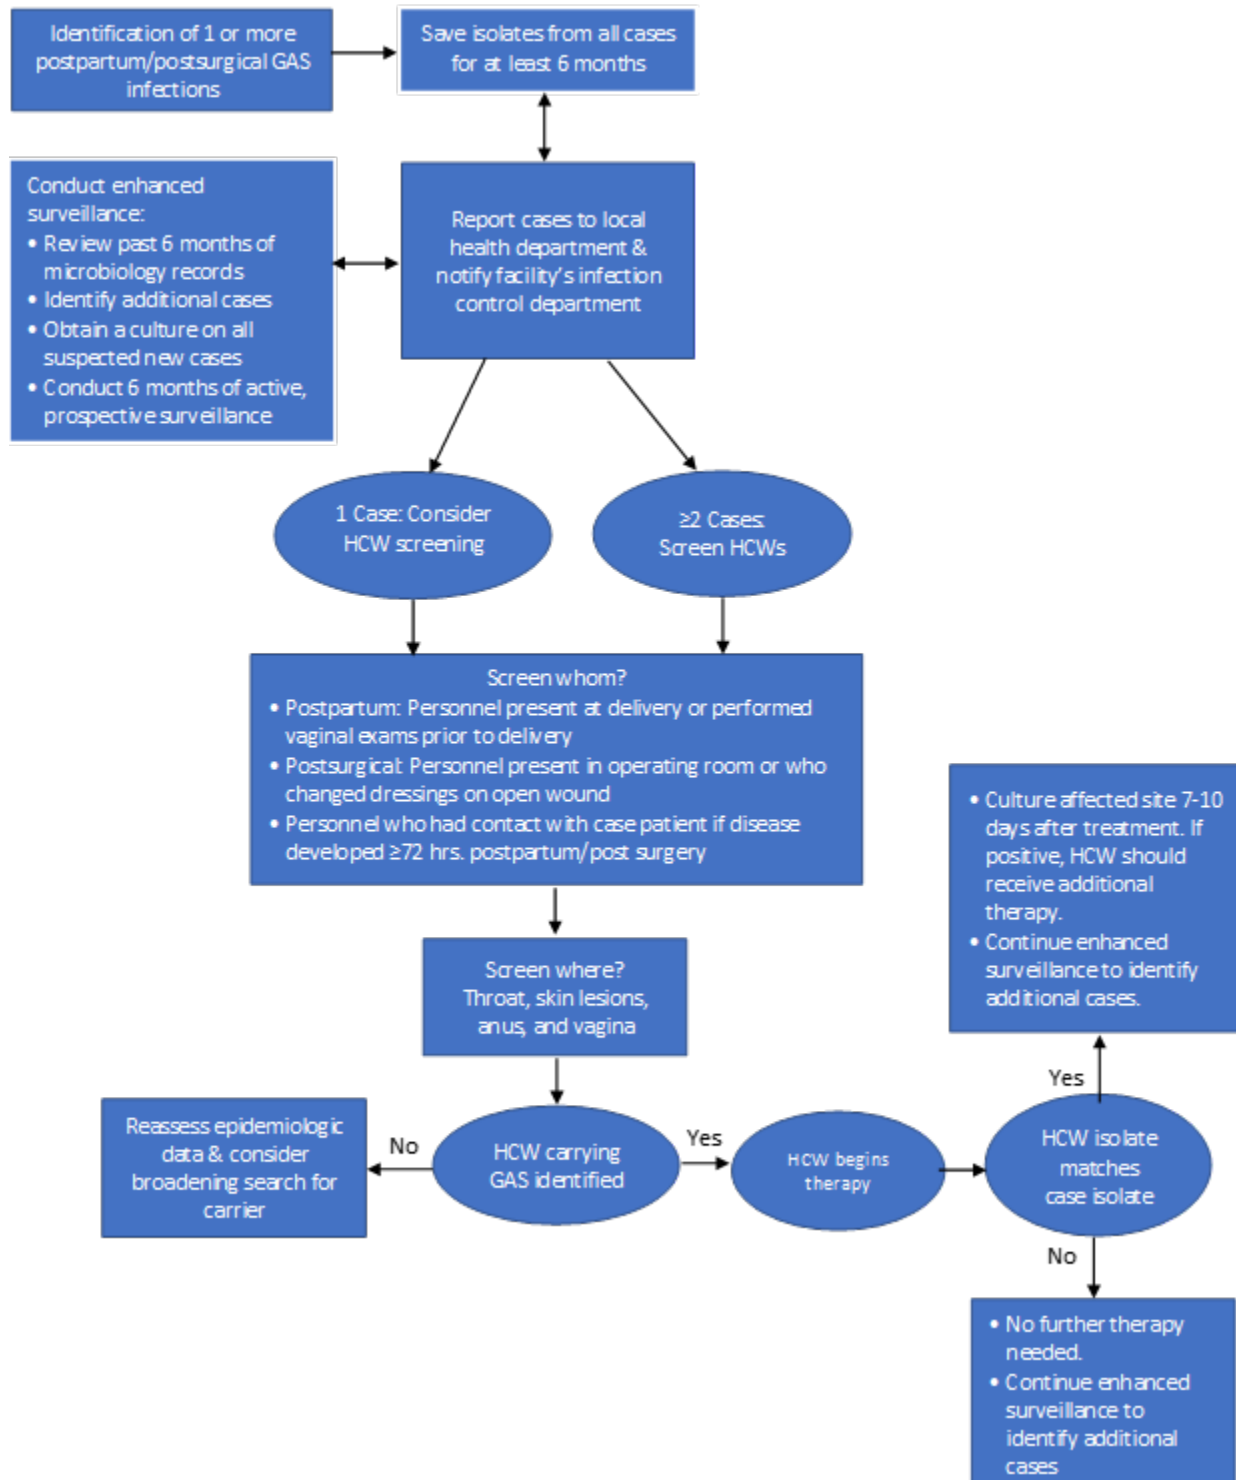 Identification of 1 or more
postpartum/postsurgical GAS
infections
Save isolates from all cases
for at least 6 months
Conduct enhanced
surveillance:
• Review past 6 months of
microbiology records
• Identify additional cases
• Obtain a culture on all
suspected new cases
• Conduct 6 months of active,
prospective surveillance
Report cases to local
health department &
notify facility's infection
control department
1 Case: Consider
HCW screening
≥2 Cases:
Screen HCWs
Screen whom?
• Postpartum: Personnel present at delivery or performed
vaginal exams prior to delivery
• Postsurgical: Personnel present in operating room or who
changed dressings on open wound
• Personnel who had contact with case patient if disease
developed ≥72 hrs. postpartum/post surgery
Screen where?
Throat, skin lesions,
anus, and vagina
HCW carrying
GAS identified
No
Reassess epidemiologic
data & consider
broadening search for
carrier
Yes
HCW begins
therapy
HCW isolate
matches
case isolate
Yes
• Culture affected site 7-10
days after treatment. If
positive, HCW should
receive additional
therapy.
• Continue enhanced
surveillance to identify
additional cases.
No
• No further therapy
needed.
• Continue enhanced
surveillance to
identify additional
cases